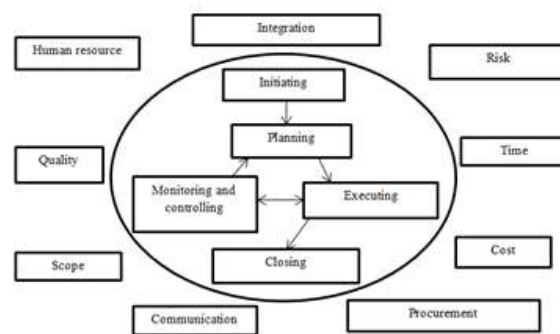 Integration
Human resource
Risk
Initiating
Planning
Quality
Time
Monitoring and
controlling
Executing
Scope
Closing
Cost
Communication
Procurement